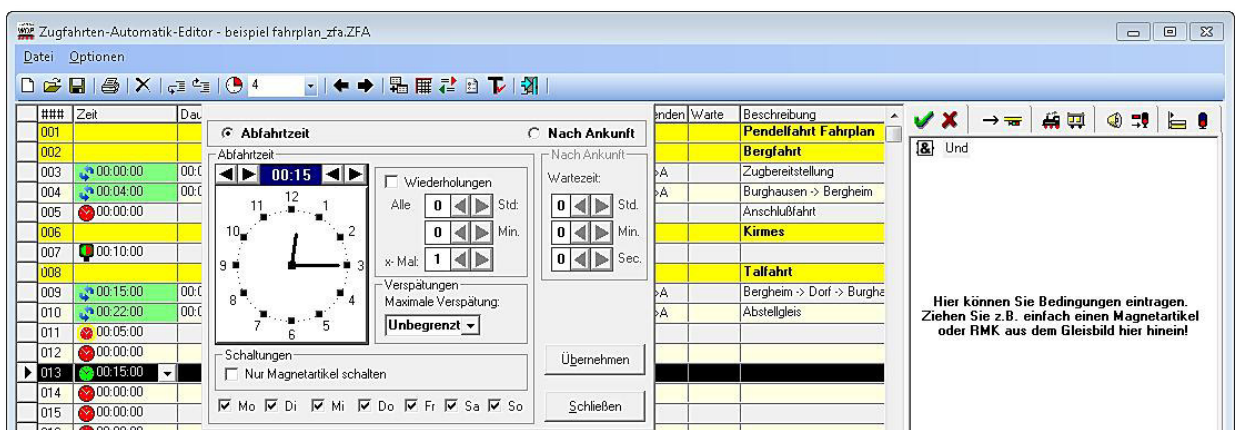 Zugfahrten-Automatik-Editor - beispiel fahrplan_zfa.ZFA
Datei Optionen
4
### Zeit Warte Beschreibung
001 Pendelfahrt Fahrplan
002 Bergfahrt
003 00:00:00 Zugbereitstellung
004 00:04:00 Burghausen -> Bergheim
005 00:00:00 Anschlußfahrt
006 Kirmes
007 00:10:00
008 Talfahrt
009 00:15:00 Bergheim -> Dorf -> Burgha
010 00:22:00 Abstellgleis
011 00:05:00
012 00:00:00
013 00:15:00
014 00:00:00
015 00:00:00
Abfahrtzeit Nach Ankunft
Abfahrtzeit
00:15
12
11 1
10 2
9 3
8 4
7 5
6
Wiederholungen
Alle 0 Std:
0 Min.
x- Mal: 1
Verspätungen
Maximale Verspätung:
Unbegrenzt
Nach Ankunft
Wartezeit:
0 Std.
0 Min.
0 Sec.
Schaltungen
Nur Magnetartikel schalten
Mo Di Mi Do Fr Sa So
Übernehmen
Schließen
{&} Und
Hier können Sie Bedingungen eintragen.
Ziehen Sie z.B. einfach einen Magnetartikel
oder RMK aus dem Gleisbild hier hinein!